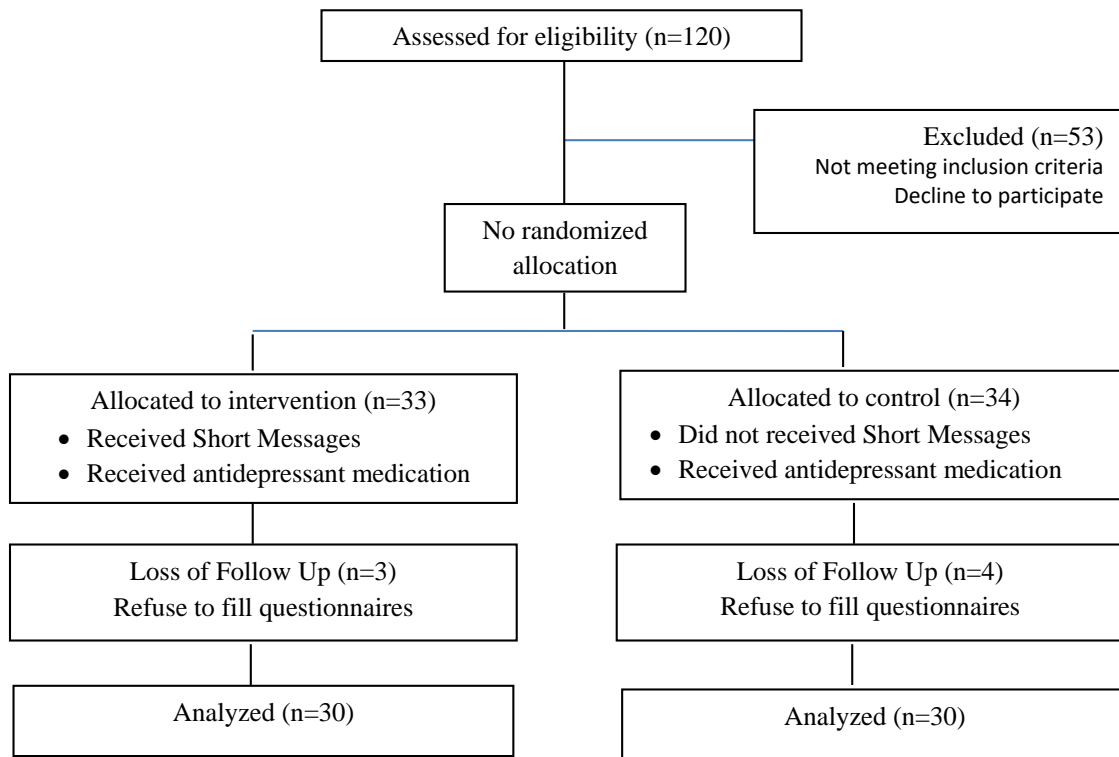 Assessed for eligibility (n=120)
Excluded (n=53)
Not meeting inclusion criteria
Decline to participate
No randomized
allocation
Allocated to intervention (n=33)
• Received Short Messages
• Received antidepressant medication
Allocated to control (n=34)
• Did not received Short Messages
• Received antidepressant medication
Loss of Follow Up (n=3)
Refuse to fill questionnaires
Loss of Follow Up (n=4)
Refuse to fill questionnaires
Analyzed (n=30)
Analyzed (n=30)